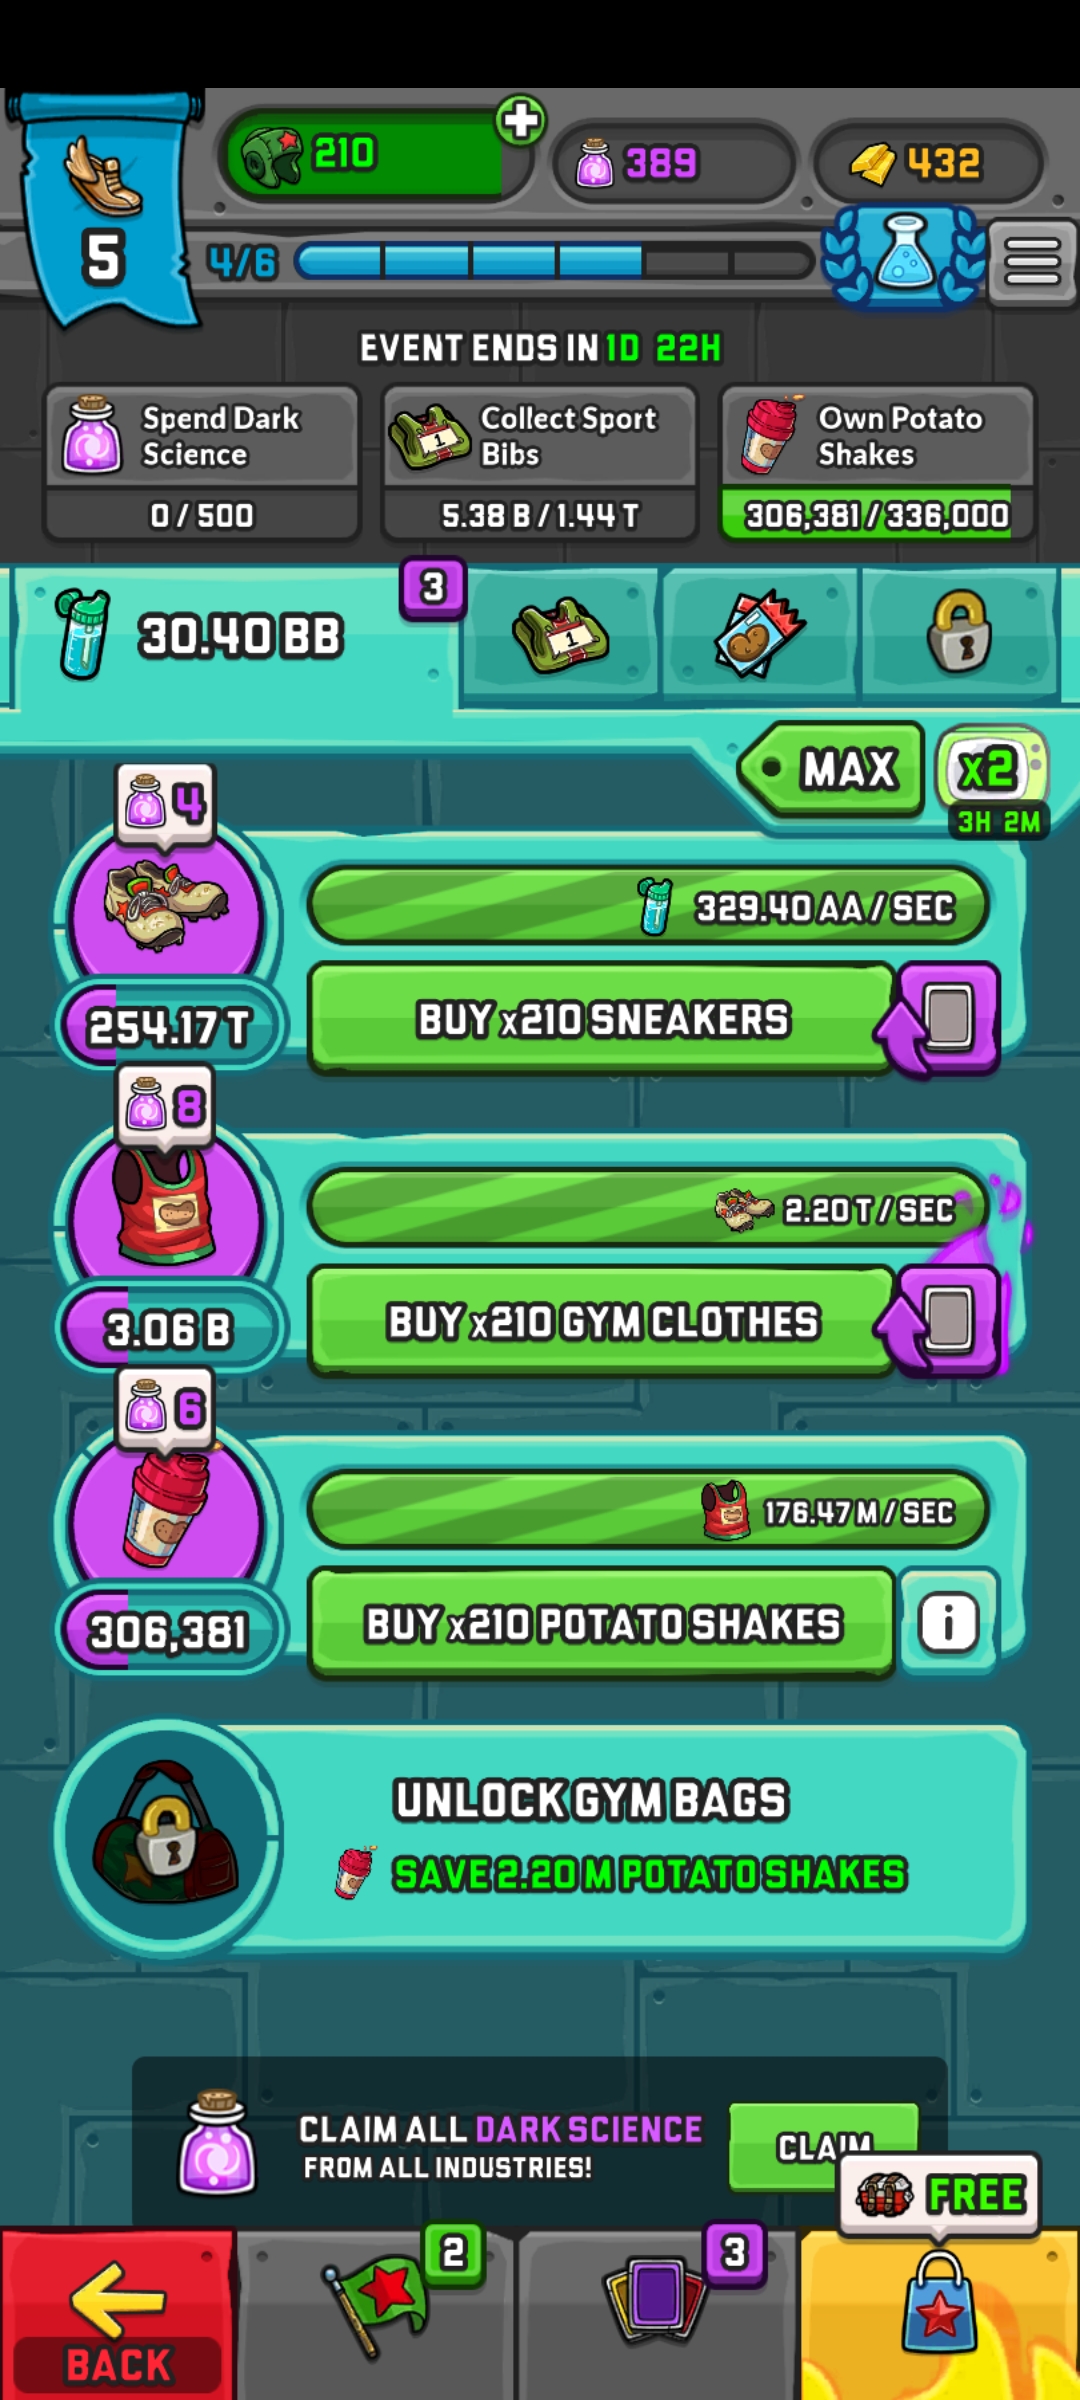 210
389
432
5
4/6
EVENT ENDS IN 1D 22H
Spend Dark Science
0 / 500
Collect Sport Bibs
5.38 B / 1.44 T
Own Potato Shakes
306,381 / 336,000
30.40 BB
3
1
MAX
x2
3H 2M
4
329.40 AA / SEC
254.17 T
BUY x210 SNEAKERS
8
2.20 T / SEC
3.06 B
BUY x210 GYM CLOTHES
6
176.47 M / SEC
306,381
BUY x210 POTATO SHAKES
i
UNLOCK GYM BAGS
SAVE 2.20 M POTATO SHAKES
CLAIM ALL DARK SCIENCE
FROM ALL INDUSTRIES!
CLAIM
FREE
2
3
BACK